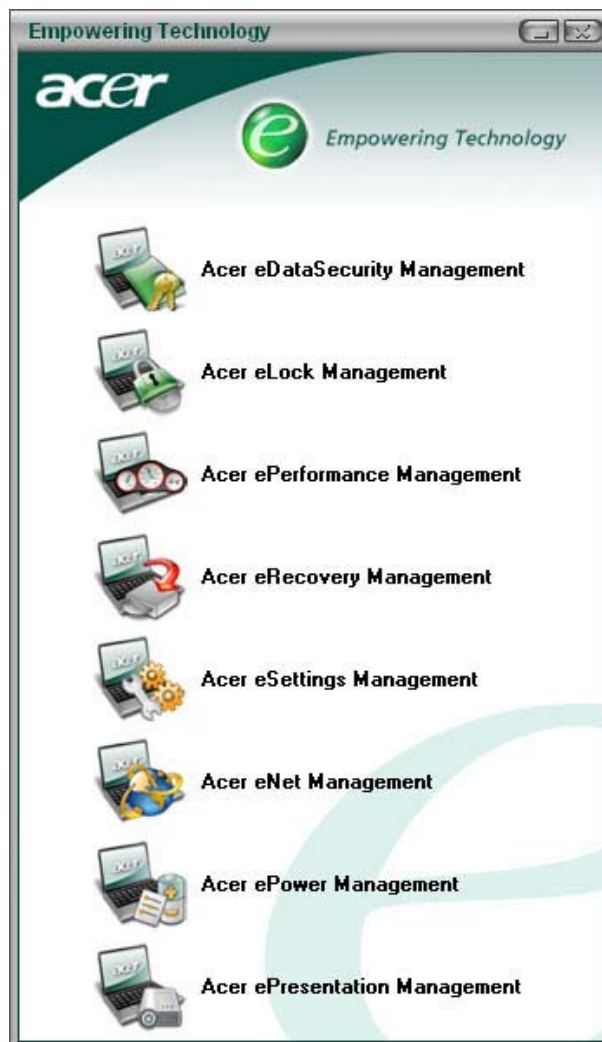 Empowering Technology
acer
e Empowering Technology
Acer eDataSecurity Management
Acer eLock Management
Acer ePerformance Management
Acer eRecovery Management
Acer eSettings Management
Acer eNet Management
Acer ePower Management
Acer ePresentation Management